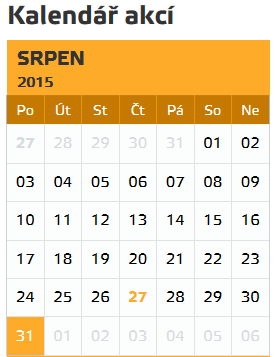 Kalendář akcí
SRPEN
2015
Po Út St Čt Pá So Ne
27 28 29 30 31 01 02
03 04 05 06 07 08 09
10 11 12 13 14 15 16
17 18 19 20 21 22 23
24 25 26 27 28 29 30
31 01 02 03 04 05 06